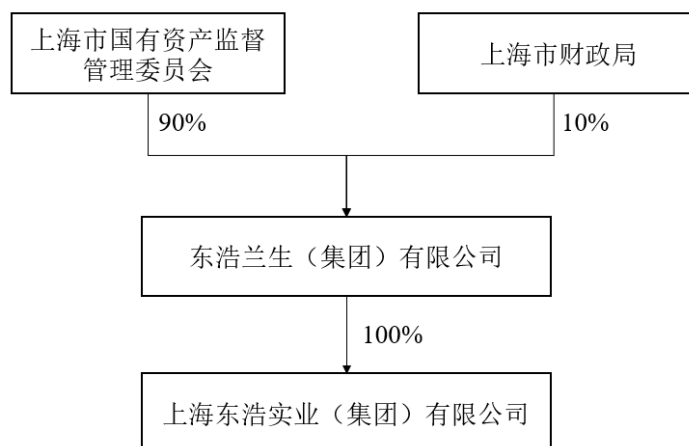 上海市国有资产监督
管理委员会
上海市财政局
90%
10%
东浩兰生（集团）有限公司
100%
上海东浩实业（集团）有限公司